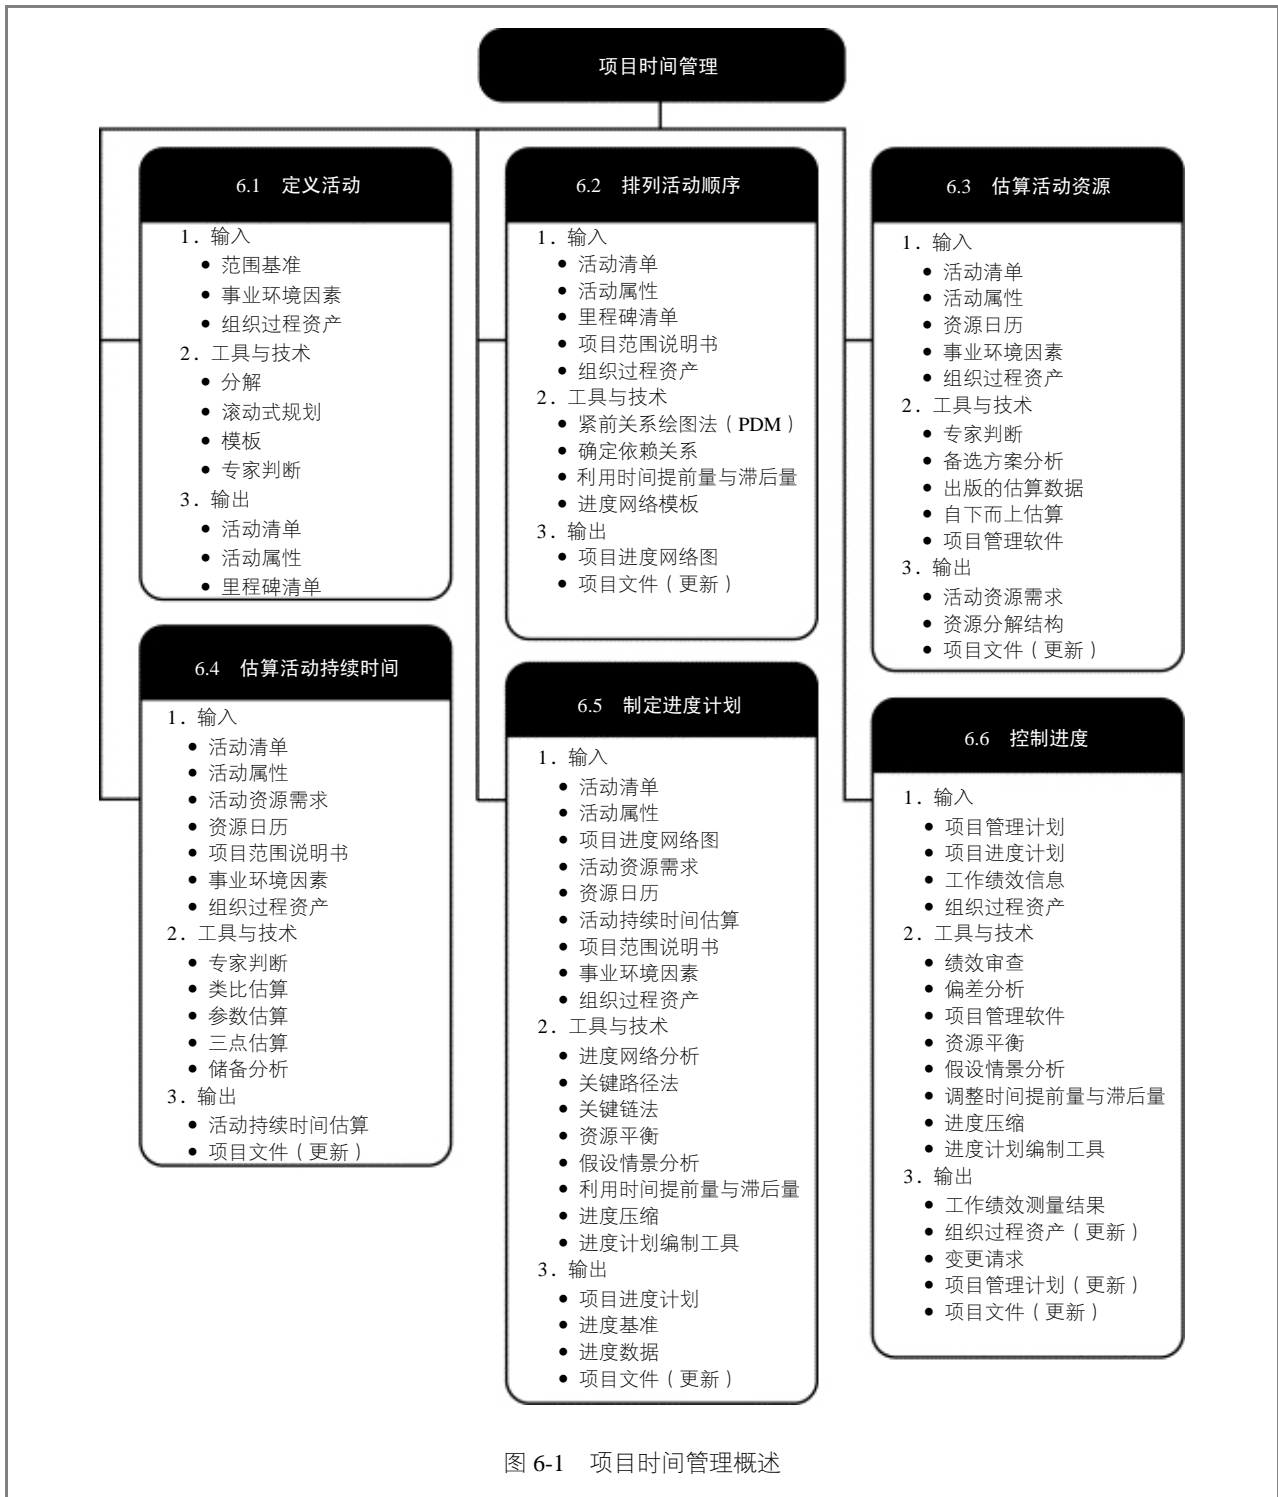 项目时间管理
6.1 定义活动
1. 输入
● 范围基准
● 事业环境因素
● 组织过程资产
2. 工具与技术
● 分解
● 滚动式规划
● 模板
● 专家判断
3. 输出
● 活动清单
● 活动属性
● 里程碑清单
6.2 排列活动顺序
1. 输入
● 活动清单
● 活动属性
● 里程碑清单
● 项目范围说明书
● 组织过程资产
2. 工具与技术
● 紧前关系绘图法(PDM)
● 确定依赖关系
● 利用时间提前量与滞后量
● 进度网络模板
3. 输出
● 项目进度网络图
● 项目文件(更新)
6.3 估算活动资源
1. 输入
● 活动清单
● 活动属性
● 资源日历
● 事业环境因素
● 组织过程资产
2. 工具与技术
● 专家判断
● 备选方案分析
● 出版的估算数据
● 自下而上估算
● 项目管理软件
3. 输出
● 活动资源需求
● 资源分解结构
● 项目文件(更新)
6.4 估算活动持续时间
1. 输入
● 活动清单
● 活动属性
● 活动资源需求
● 资源日历
● 项目范围说明书
● 事业环境因素
● 组织过程资产
2. 工具与技术
● 专家判断
● 类比估算
● 参数估算
● 三点估算
● 储备分析
3. 输出
● 活动持续时间估算
● 项目文件(更新)
6.5 制定进度计划
1. 输入
● 活动清单
● 活动属性
● 项目进度网络图
● 活动资源需求
● 资源日历
● 活动持续时间估算
● 项目范围说明书
● 事业环境因素
● 组织过程资产
2. 工具与技术
● 进度网络分析
● 关键路径法
● 关键链法
● 资源平衡
● 假设情景分析
● 利用时间提前量与滞后量
● 进度压缩
● 进度计划编制工具
3. 输出
● 项目进度计划
● 进度基准
● 进度数据
● 项目文件(更新)
6.6 控制进度
1. 输入
● 项目管理计划
● 项目进度计划
● 工作绩效信息
● 组织过程资产
2. 工具与技术
● 绩效审查
● 偏差分析
● 项目管理软件
● 资源平衡
● 假设情景分析
● 调整时间提前量与滞后量
● 进度压缩
● 进度计划编制工具
3. 输出
● 工作绩效测量结果
● 组织过程资产(更新)
● 变更请求
● 项目管理计划(更新)
● 项目文件(更新)
图 6-1 项目时间管理概述